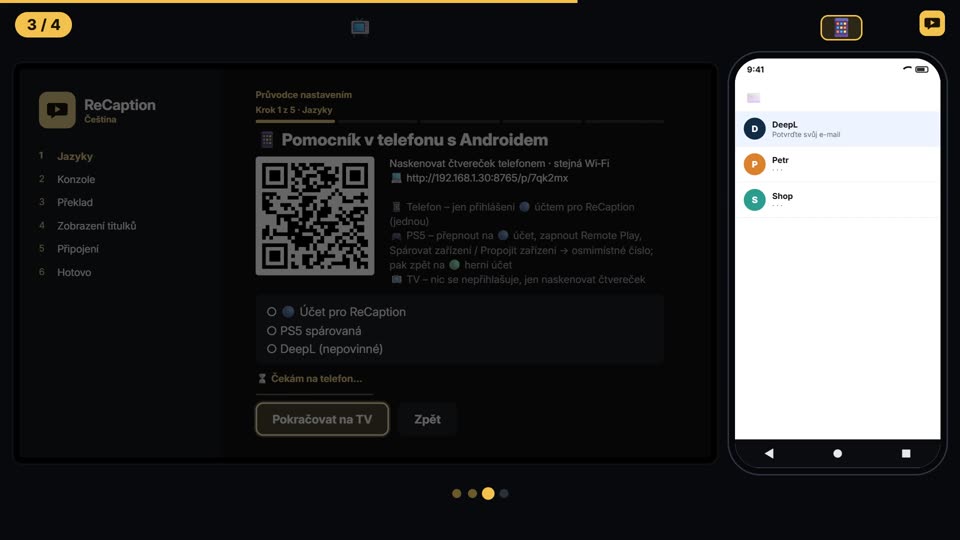 3 / 4
ReCaption
Čeština
1 Jazyky
2 Konzole
3 Překlad
4 Zobrazení titulků
5 Připojení
6 Hotovo
Průvodce nastavením
Krok 1 z 5 · Jazyky
Pomocník v telefonu s Androidem
Naskenovat čtvereček telefonem · stejná Wi-Fi
http://192.168.1.30:8765/p/7qk2mx
Telefon – jen přihlášení účtem pro ReCaption
(jednou)
PS5 – přepnout na účet, zapnout Remote Play,
Spárovat zařízení / Propojit zařízení → osmimístné číslo;
pak zpět na herní účet
TV – nic se nepřihlašuje, jen naskenovat čtvereček
Účet pro ReCaption
PS5 spárovaná
DeepL (nepovinné)
Čekám na telefon...
Pokračovat na TV
Zpět
9:41
D
DeepL
Potvrďte svůj e-mail
P
Petr
· · ·
S
Shop
· · ·